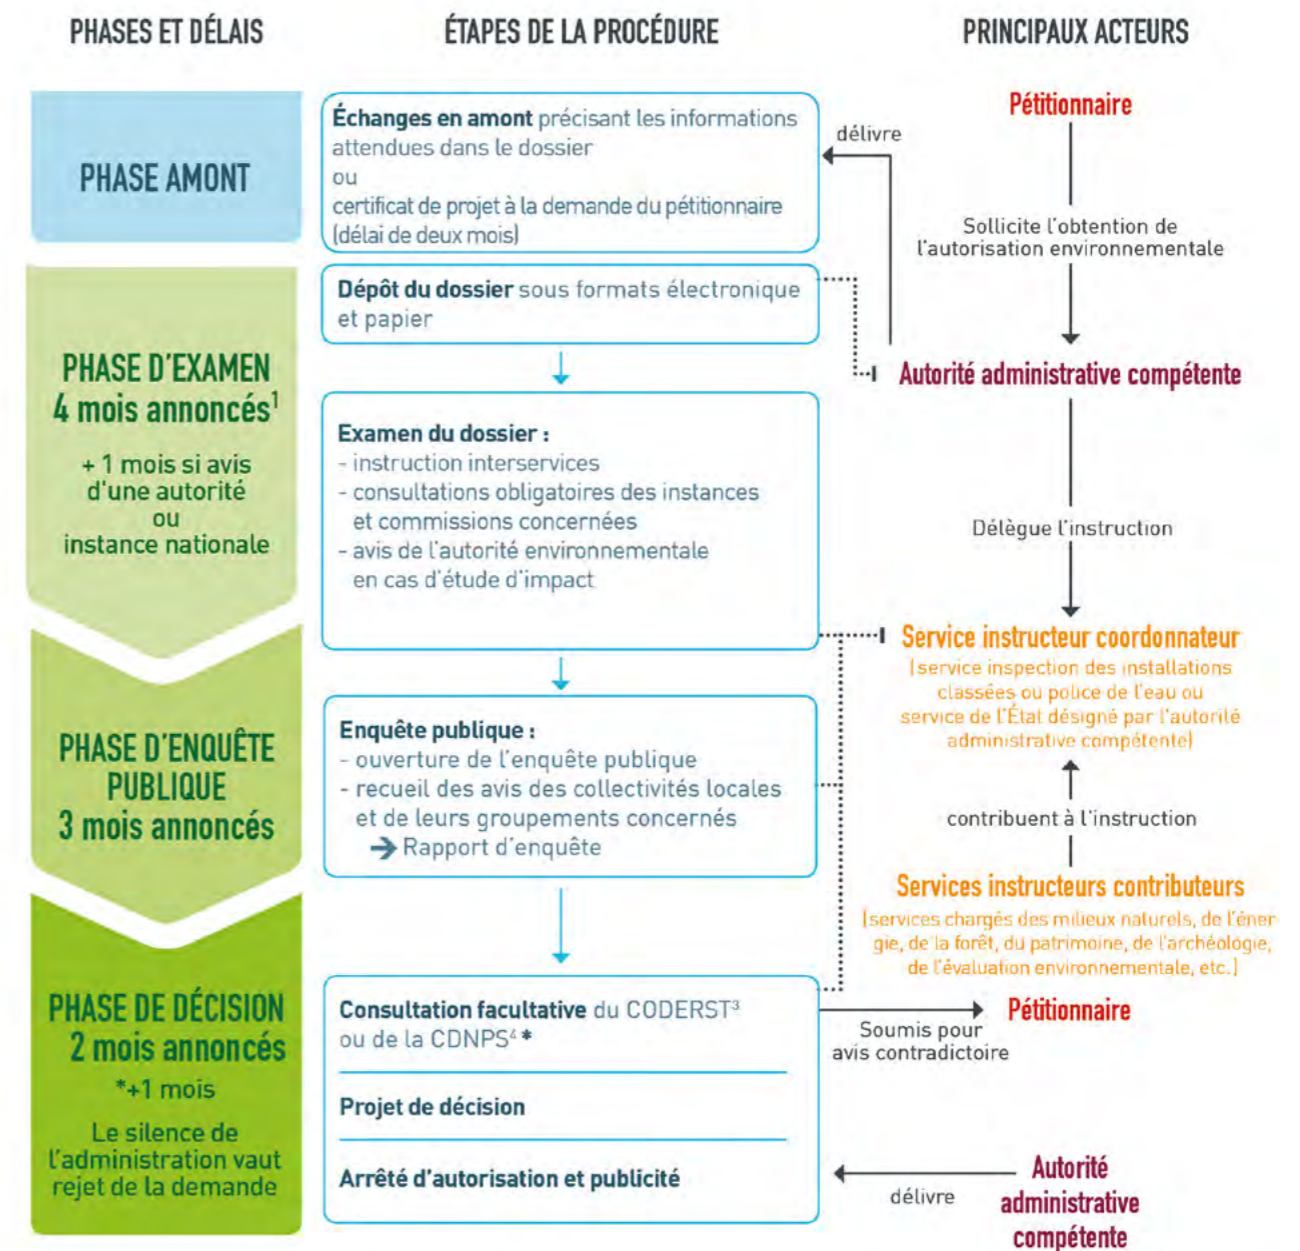 PHASES ET DÉLAIS
ÉTAPES DE LA PROCÉDURE
PRINCIPAUX ACTEURS
PHASE AMONT
Échanges en amont précisant les informations
attendues dans le dossier
ou
certificat de projet à la demande du pétitionnaire
(délai de deux mois)
délivre
Pétitionnaire
Sollicite l'obtention de
l'autorisation environnementale
PHASE D'EXAMEN
4 mois annoncés¹
+ 1 mois si avis
d'une autorité
ou
instance nationale
Dépôt du dossier sous formats électronique
et papier
Autorité administrative compétente
Examen du dossier :
- instruction interservices
- consultations obligatoires des instances
et commissions concernées
- avis de l'autorité environnementale
en cas d'étude d'impact
Délègue l'instruction
Service instructeur coordonnateur
(service inspection des installations
classées ou police de l'eau ou
service de l'État désigné par l'autorité
administrative compétente)
PHASE D'ENQUÊTE
PUBLIQUE
3 mois annoncés
Enquête publique :
- ouverture de l'enquête publique
- recueil des avis des collectivités locales
et de leurs groupements concernés
→ Rapport d'enquête
contribuent à l'instruction
Services instructeurs contributeurs
(services chargés des milieux naturels, de l'éner
gie, de la forêt, du patrimoine, de l'archéologie,
de l'évaluation environnementale, etc.)
PHASE DE DÉCISION
2 mois annoncés
*+1 mois
Le silence de
l'administration vaut
rejet de la demande
Consultation facultative du CODERST³
ou de la CDNPS⁴ *
Projet de décision
Arrêté d'autorisation et publicité
Pétitionnaire
Soumis pour
avis contradictoire
délivre
Autorité
administrative
compétente